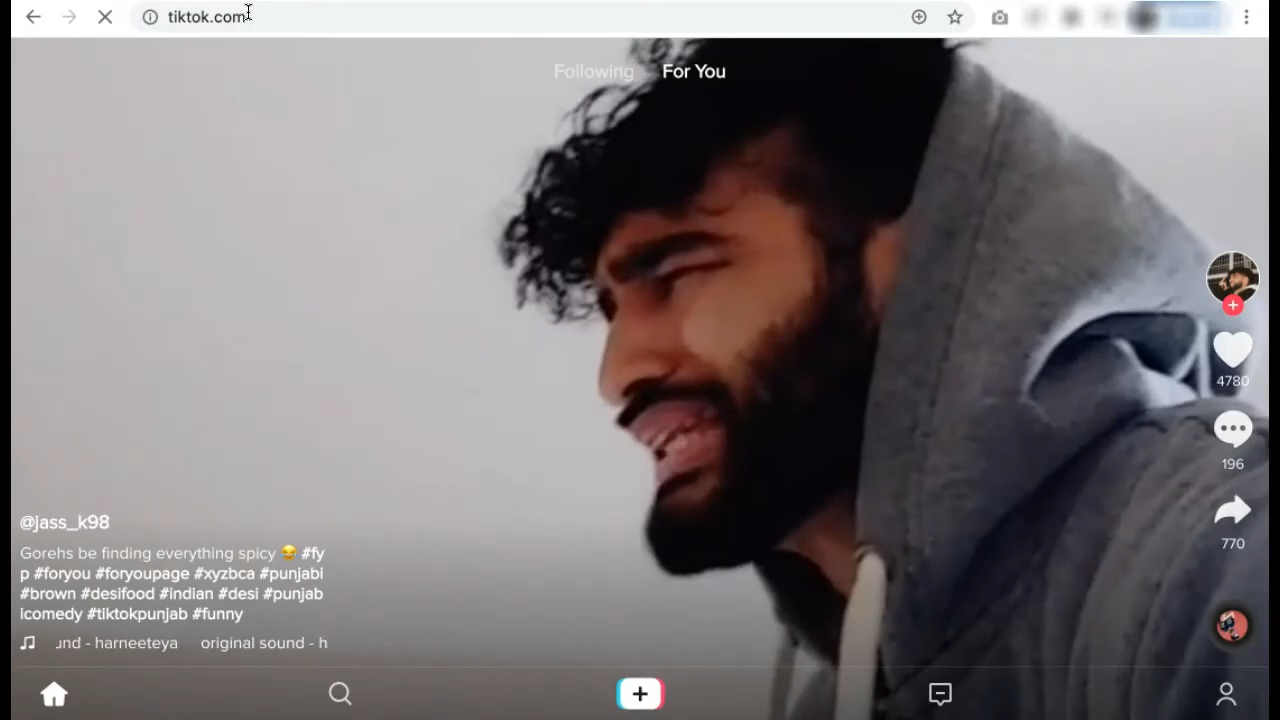 tiktok.com
Following For You
4780
196
770
@jass_k98
Gorehs be finding everything spicy 😂 #fy
p #foryou #foryoupage #xyzbca #punjabi
#brown #desifood #indian #desi #punjab
icomedy #tiktokpunjab #funny
und - harneeteya original sound - h